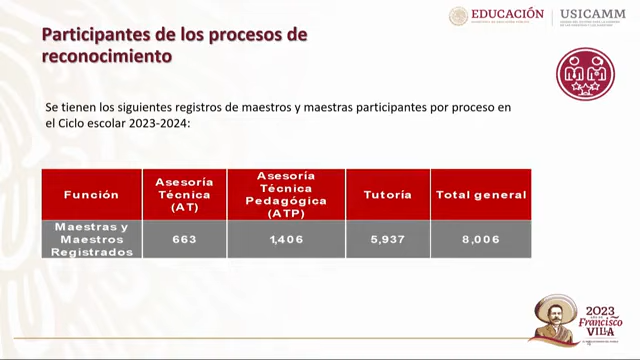 EDUCACIÓN
USICAMM
Participantes de los procesos de
reconocimiento
Se tienen los siguientes registros de maestros y maestras participantes por proceso en
el Ciclo escolar 2023-2024:
Función
Asesoría
Técnica
(AT)
Asesoría
Técnica
Pedagógica
(ATP)
Tutoría
Total general
Maestras y
Maestros
Registrados
663
1,406
5,937
8,006
2023
Francisco
VILLA